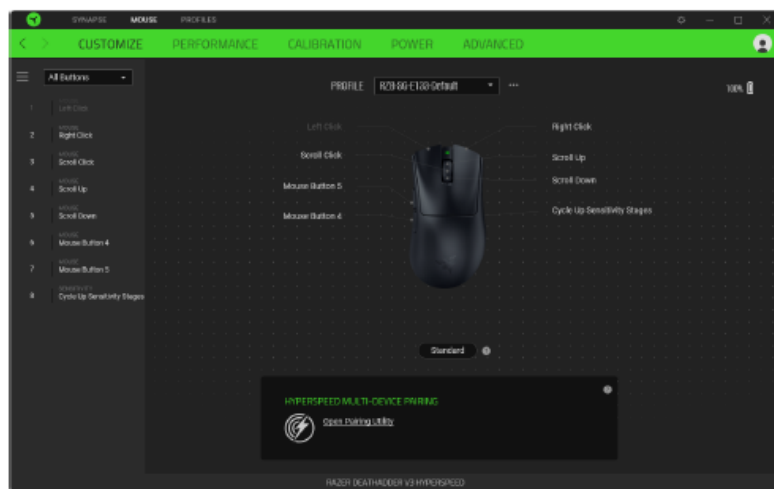 SYNAPSE MOUSE PROFILES
CUSTOMIZE PERFORMANCE CALIBRATION POWER ADVANCED
All Buttons
PROFILE
100%
1 Left Click
2 MOUSE
Right Click
3 MOUSE
Scroll Click
4 MOUSE
Scroll Up
5 MOUSE
Scroll Down
6 MOUSE
Mouse Button 4
7 MOUSE
Mouse Button 5
8 SENSITIVITY
Cycle Up Sensitivity Stages
Left Click
Scroll Click
Mouse Button 5
Mouse Button 4
Right Click
Scroll Up
Scroll Down
Cycle Up Sensitivity Stages
Standard
HYPERSPEED MULTI-DEVICE PAIRING
Open Pairing Utility
RAZER DEATHADDER V3 HYPERSPEED